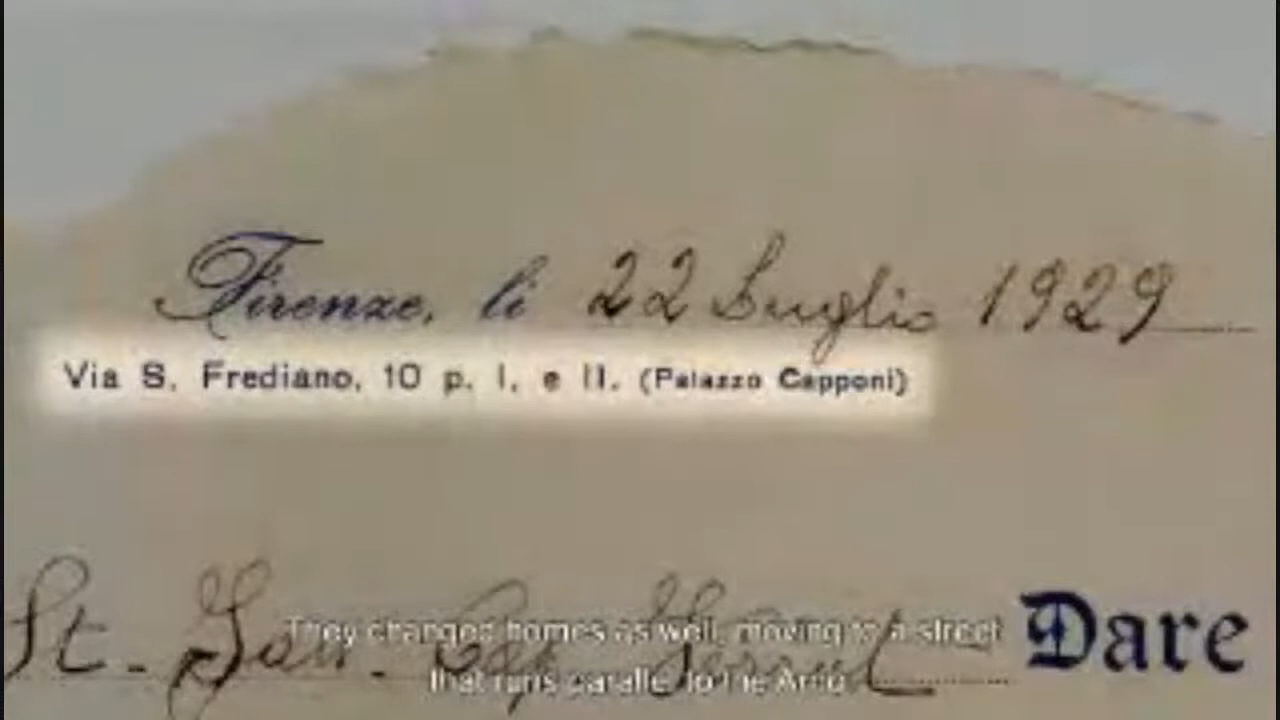 Firenze, li 22 Luglio 1929
Via S. Frediano, 10 p. I. e II. (Palazzo Capponi)
St. Dare
They changed homes as well, moving to a street
that runs parallel to the Arno